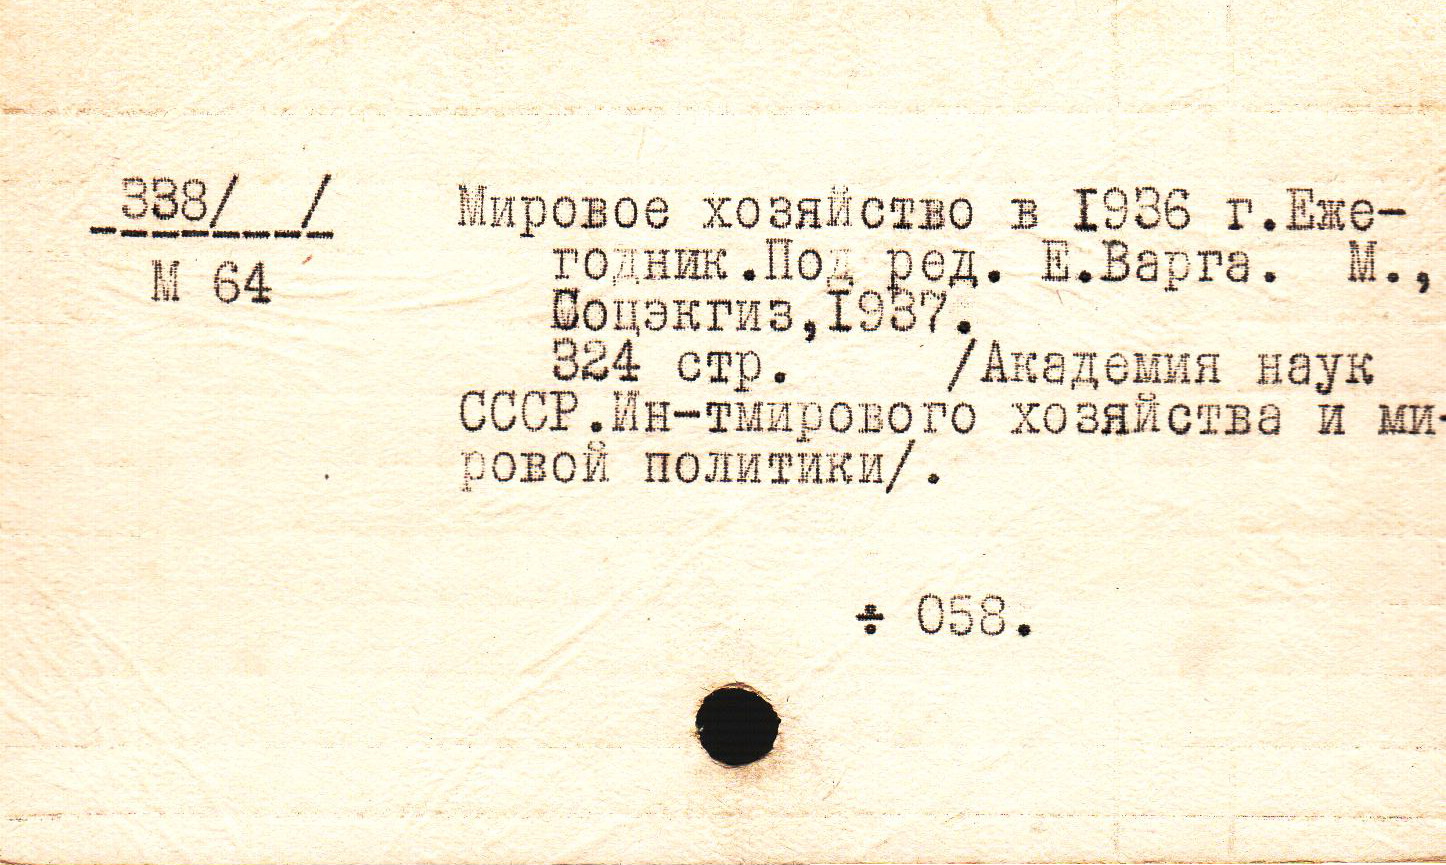 338/  /
М 64
Мировое хозяйство в 1936 г.Еже-
годник.Под ред. Е.Варга. М.,
Соцэкгиз,1937.
324 стр. /Академия наук
СССР.Ин-тмирового хозяйства и ми-
ровой политики/.
÷ 058.